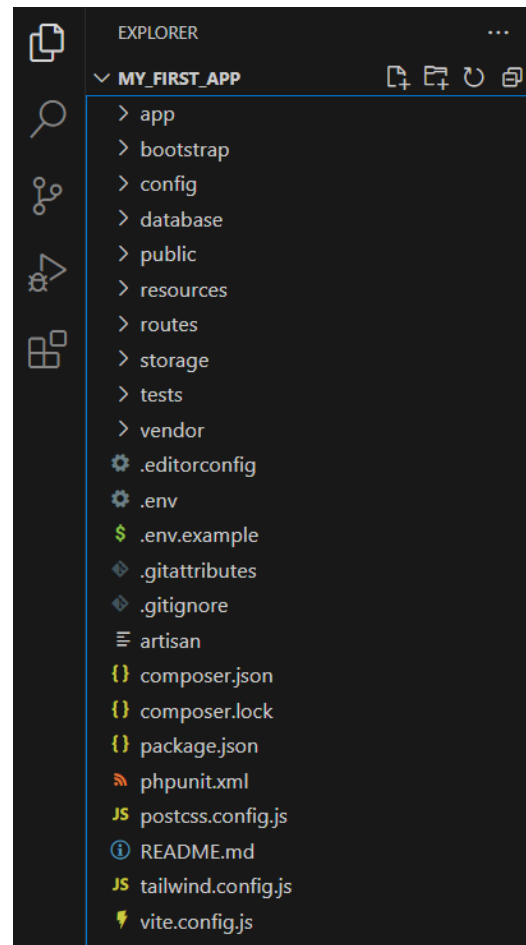 EXPLORER
MY_FIRST_APP
app
bootstrap
config
database
public
resources
routes
storage
tests
vendor
.editorconfig
.env
$ .env.example
.gitattributes
.gitignore
artisan
{} composer.json
{} composer.lock
{} package.json
phpunit.xml
JS postcss.config.js
README.md
JS tailwind.config.js
vite.config.js